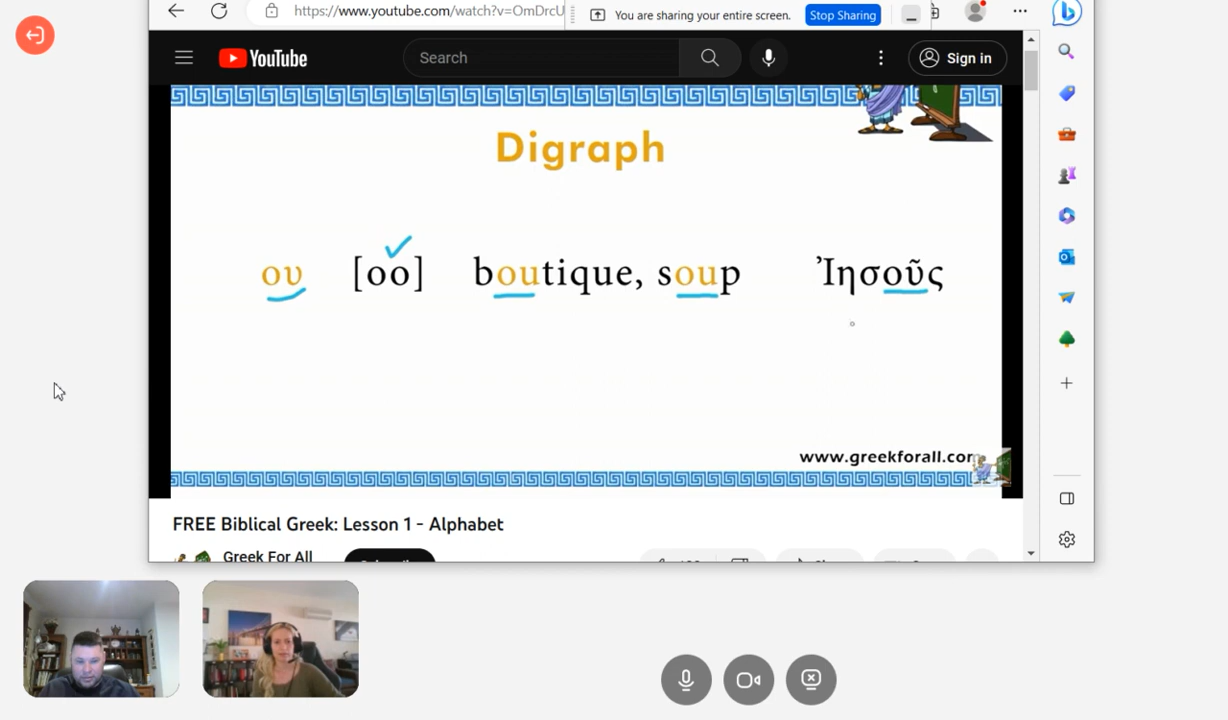 https://www.youtube.com/watch?v=OmDrcU
You are sharing your entire screen.
Stop Sharing
YouTube
Search
Sign in
Digraph
ου [oo] boutique, soup Ἰησοῦς
www.greekforall.com
FREE Biblical Greek: Lesson 1 - Alphabet
Greek For All